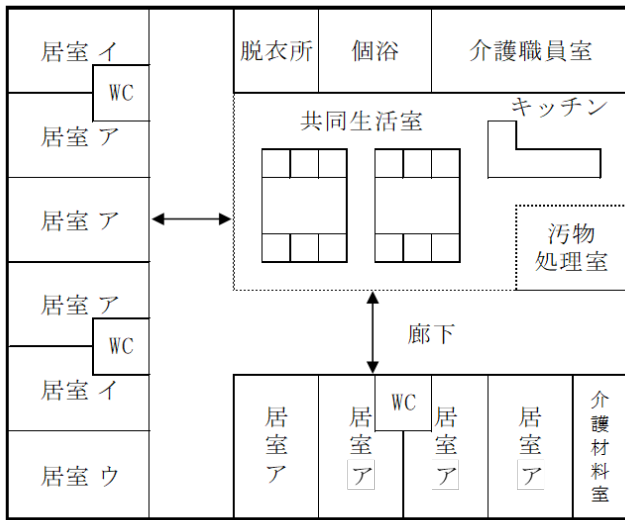 居室 イ
WC
居室 ア
居室 ア
居室 ア
WC
居室 イ
居室 ウ
脱衣所
個浴
介護職員室
共同生活室
キッチン
汚物
処理室
廊下
居室ア
居室ア
WC
居室ア
居室ア
介護材料室